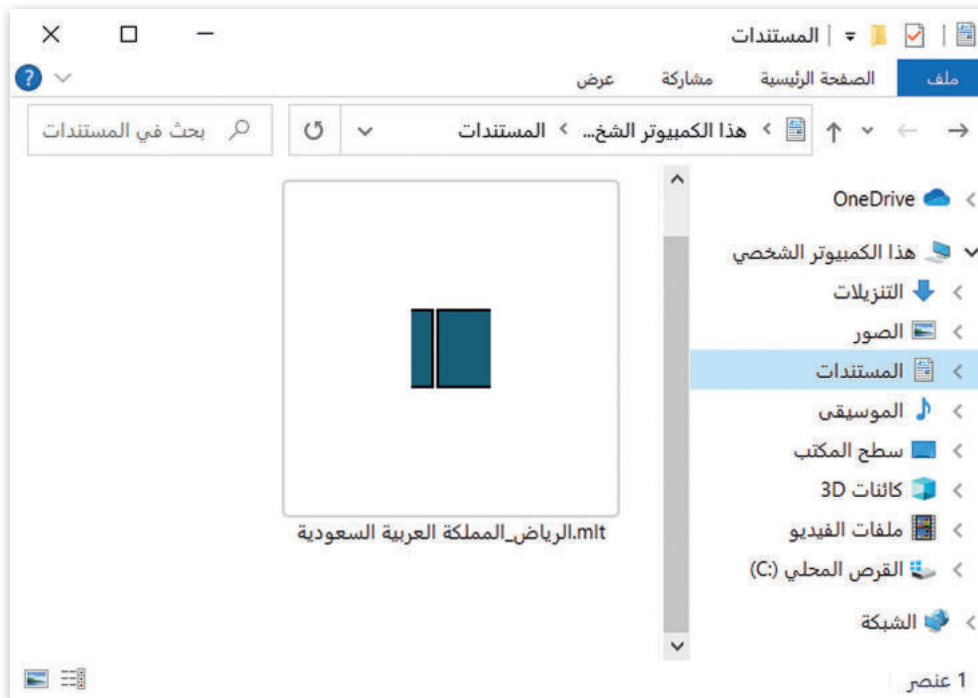 المستندات
ملف الصفحة الرئيسية مشاركة عرض
هذا الكمبيوتر الشخ... المستندات
بحث في المستندات
OneDrive
هذا الكمبيوتر الشخصي
التنزيلات
الصور
المستندات
الموسيقى
سطح المكتب
كائنات 3D
ملفات الفيديو
القرص المحلي (C:)
الشبكة
الرياض_المملكة العربية السعودية.mlt
1 عنصر